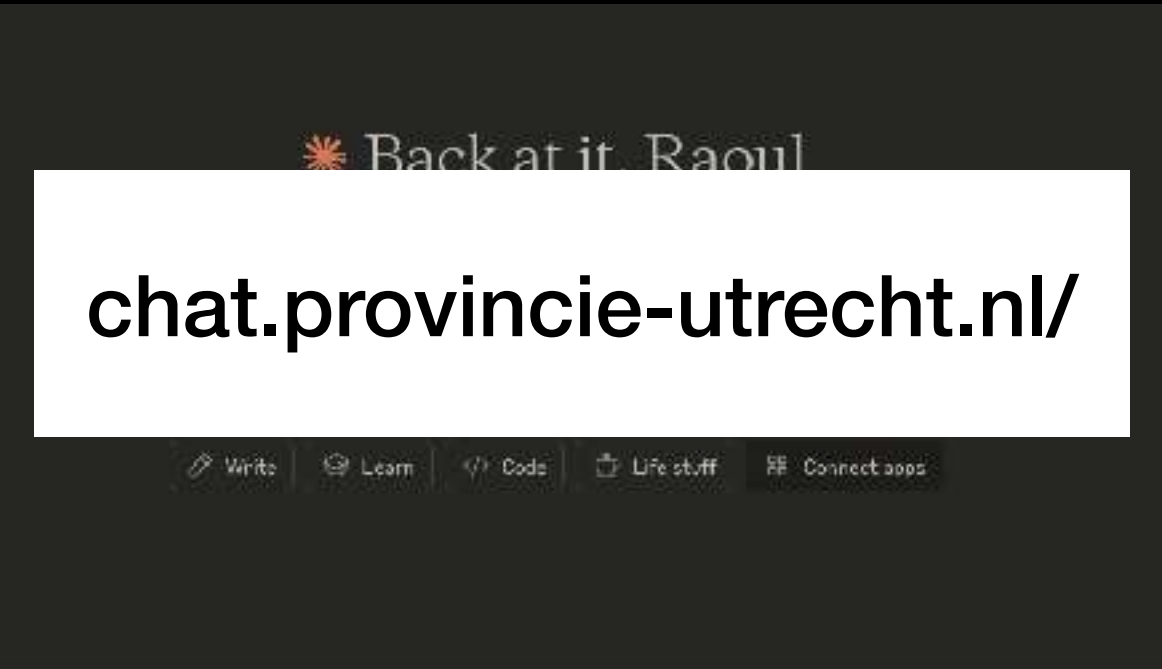 Back at it, Raoul
chat.provincie-utrecht.nl/
Write
Learn
Code
Life stuff
Connect apps